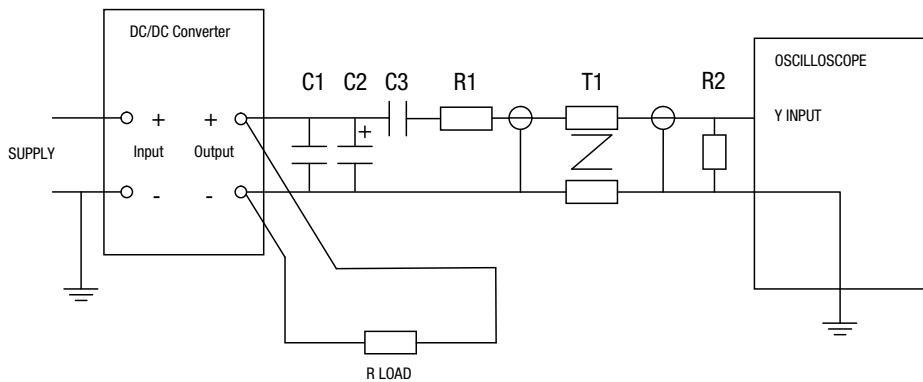 DC/DC Converter
OSCILLOSCOPE
C1 C2 C3 R1 T1 R2
+ + + Y INPUT
SUPPLY Input Output
- -
R LOAD